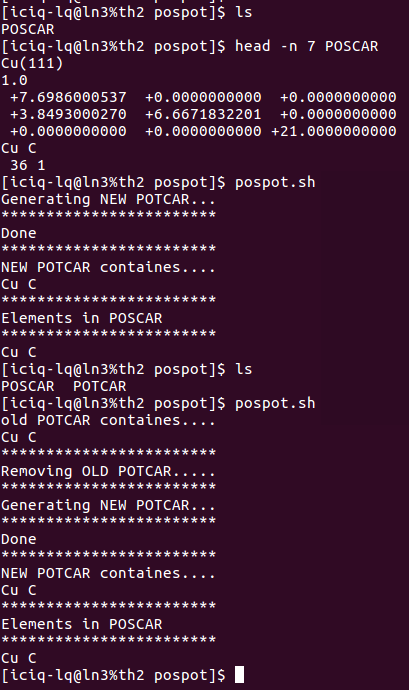 [iciq-lq@ln3%th2 pospot]$ ls
POSCAR
[iciq-lq@ln3%th2 pospot]$ head -n 7 POSCAR
Cu(111)
1.0
 +7.6986000537  +0.0000000000  +0.0000000000
 +3.8493000270  +6.6671832201  +0.0000000000
 +0.0000000000  +0.0000000000 +21.0000000000
Cu C
 36 1
[iciq-lq@ln3%th2 pospot]$ pospot.sh
Generating NEW POTCAR...
************************
Done
************************
NEW POTCAR containes....
Cu C
************************
Elements in POSCAR
************************
Cu C
[iciq-lq@ln3%th2 pospot]$ ls
POSCAR  POTCAR
[iciq-lq@ln3%th2 pospot]$ pospot.sh
old POTCAR containes....
Cu C
************************
Removing OLD POTCAR.....
************************
Generating NEW POTCAR...
************************
Done
************************
NEW POTCAR containes....
Cu C
************************
Elements in POSCAR
************************
Cu C
[iciq-lq@ln3%th2 pospot]$